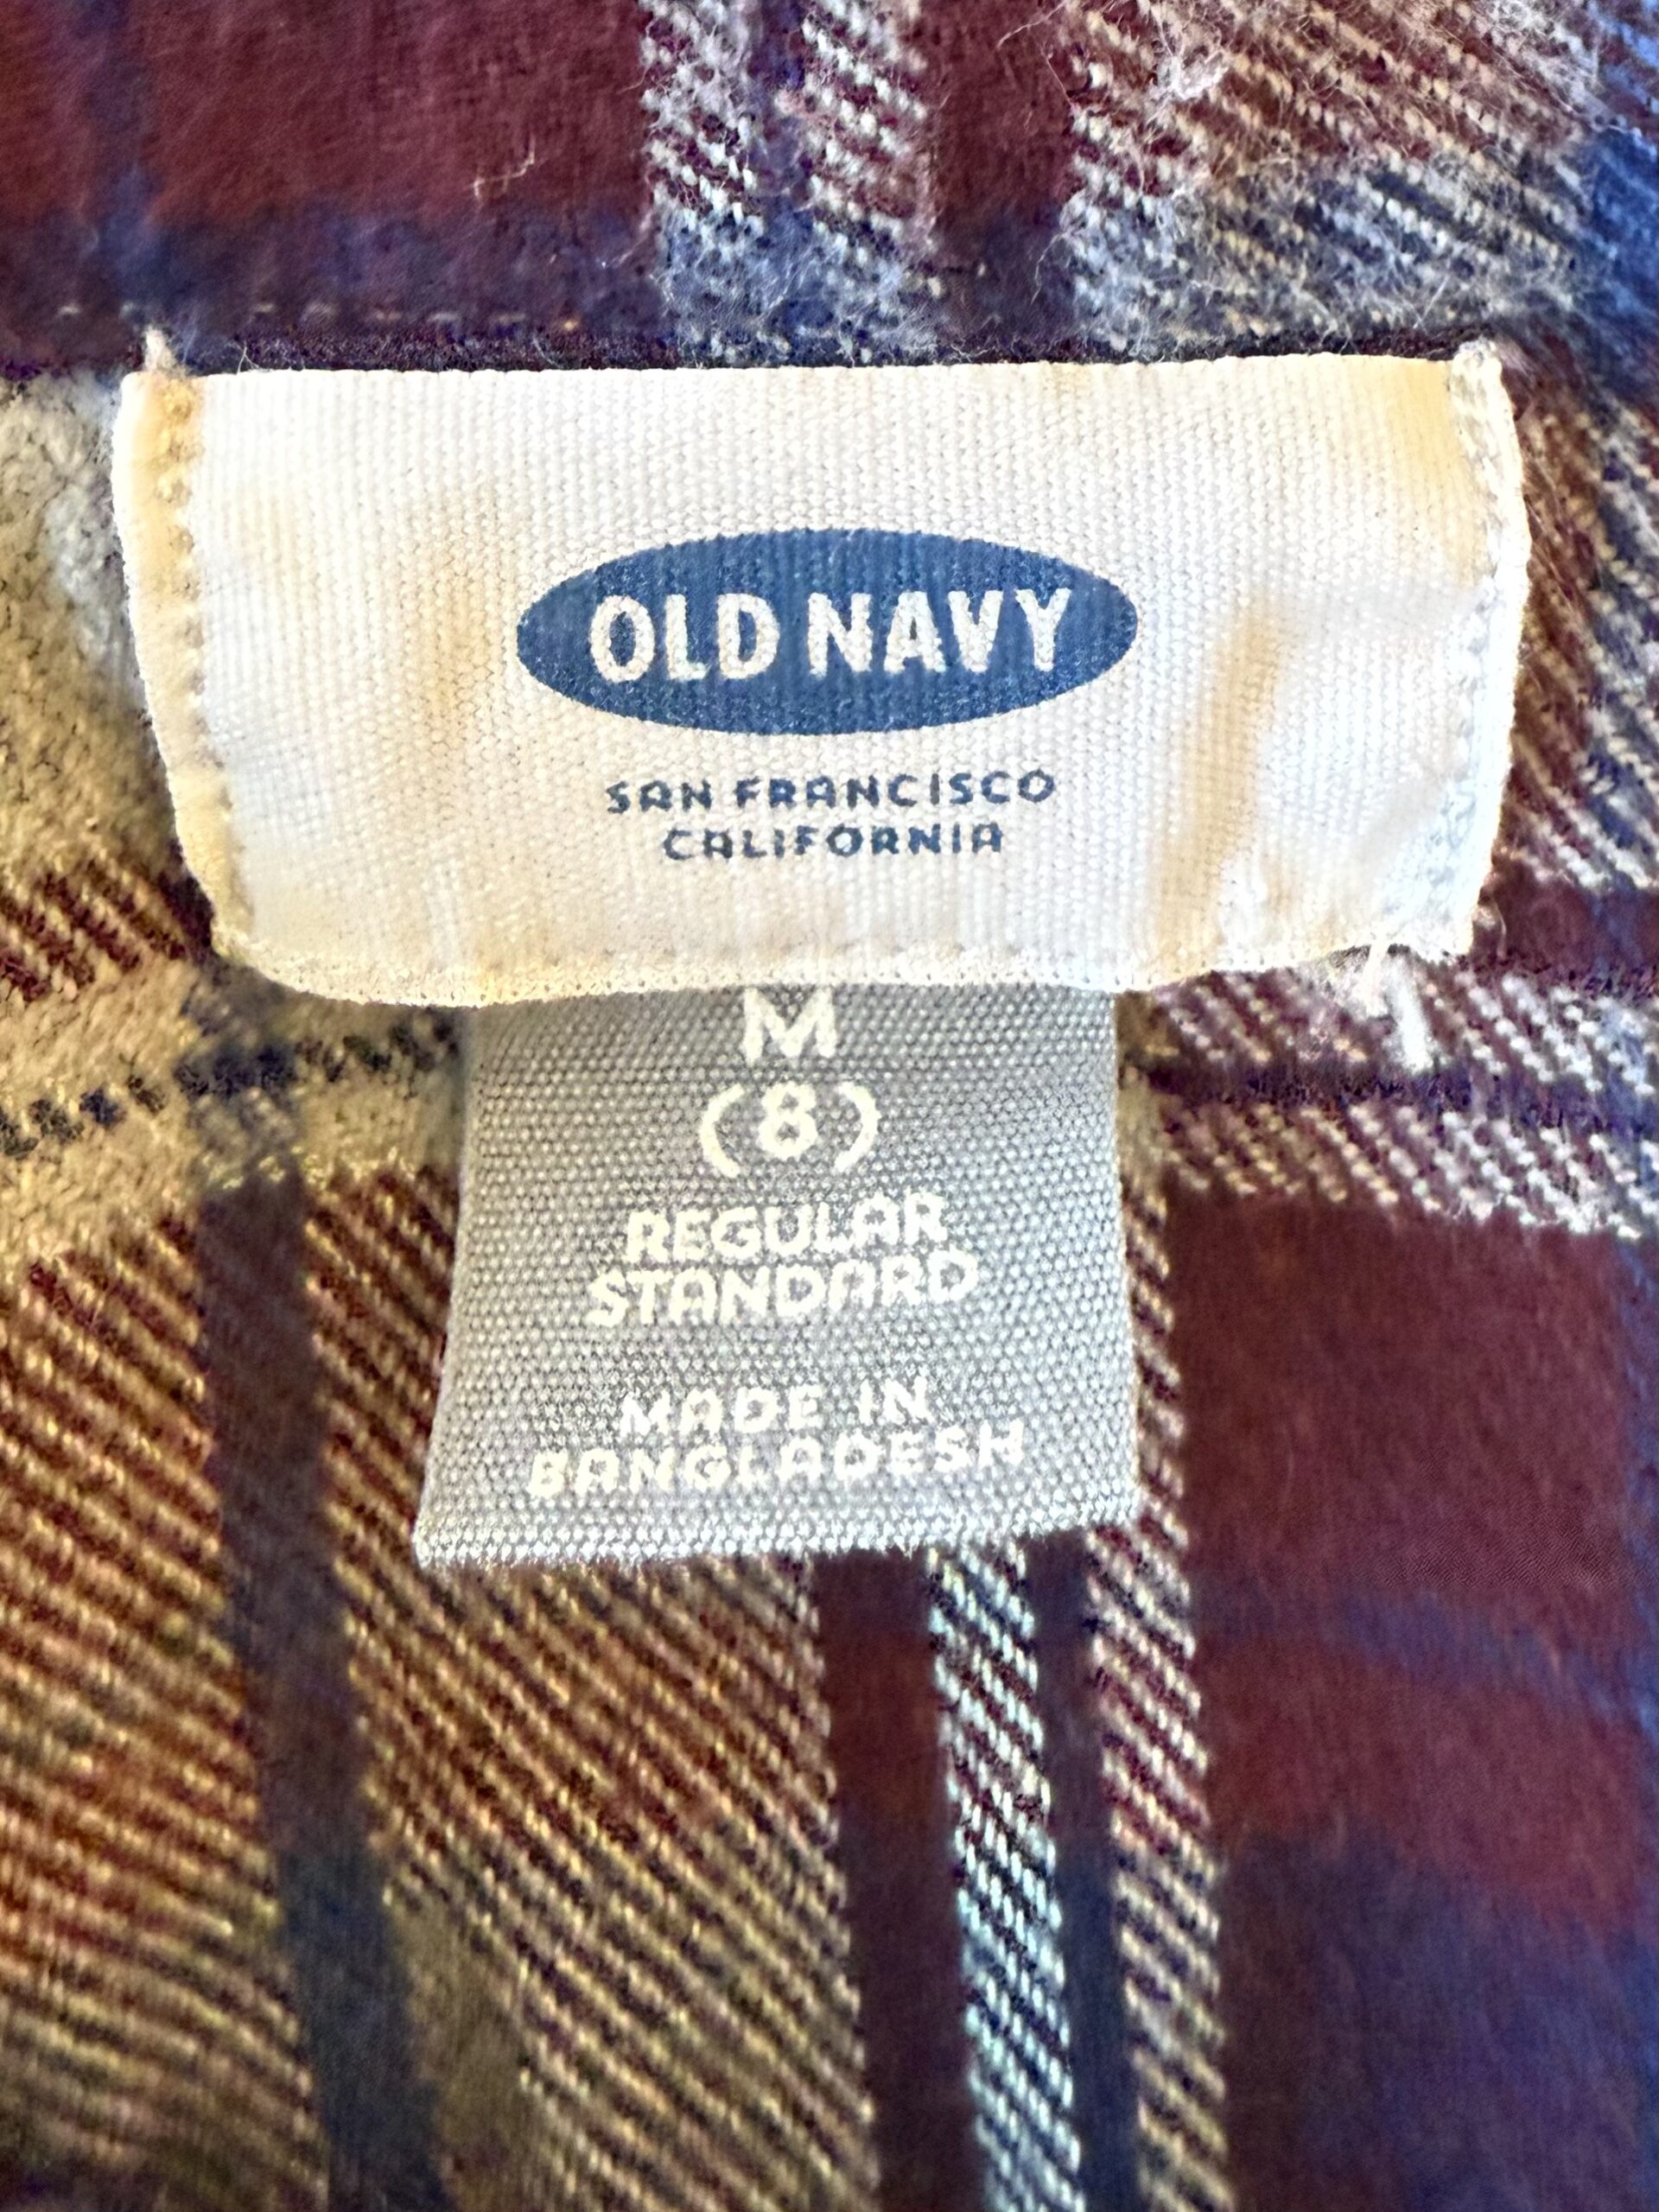 OLD NAVY
SAN FRANCISCO
CALIFORNIA
M
(8)
REGULAR
STANDARD
MADE IN
BANGLADESH